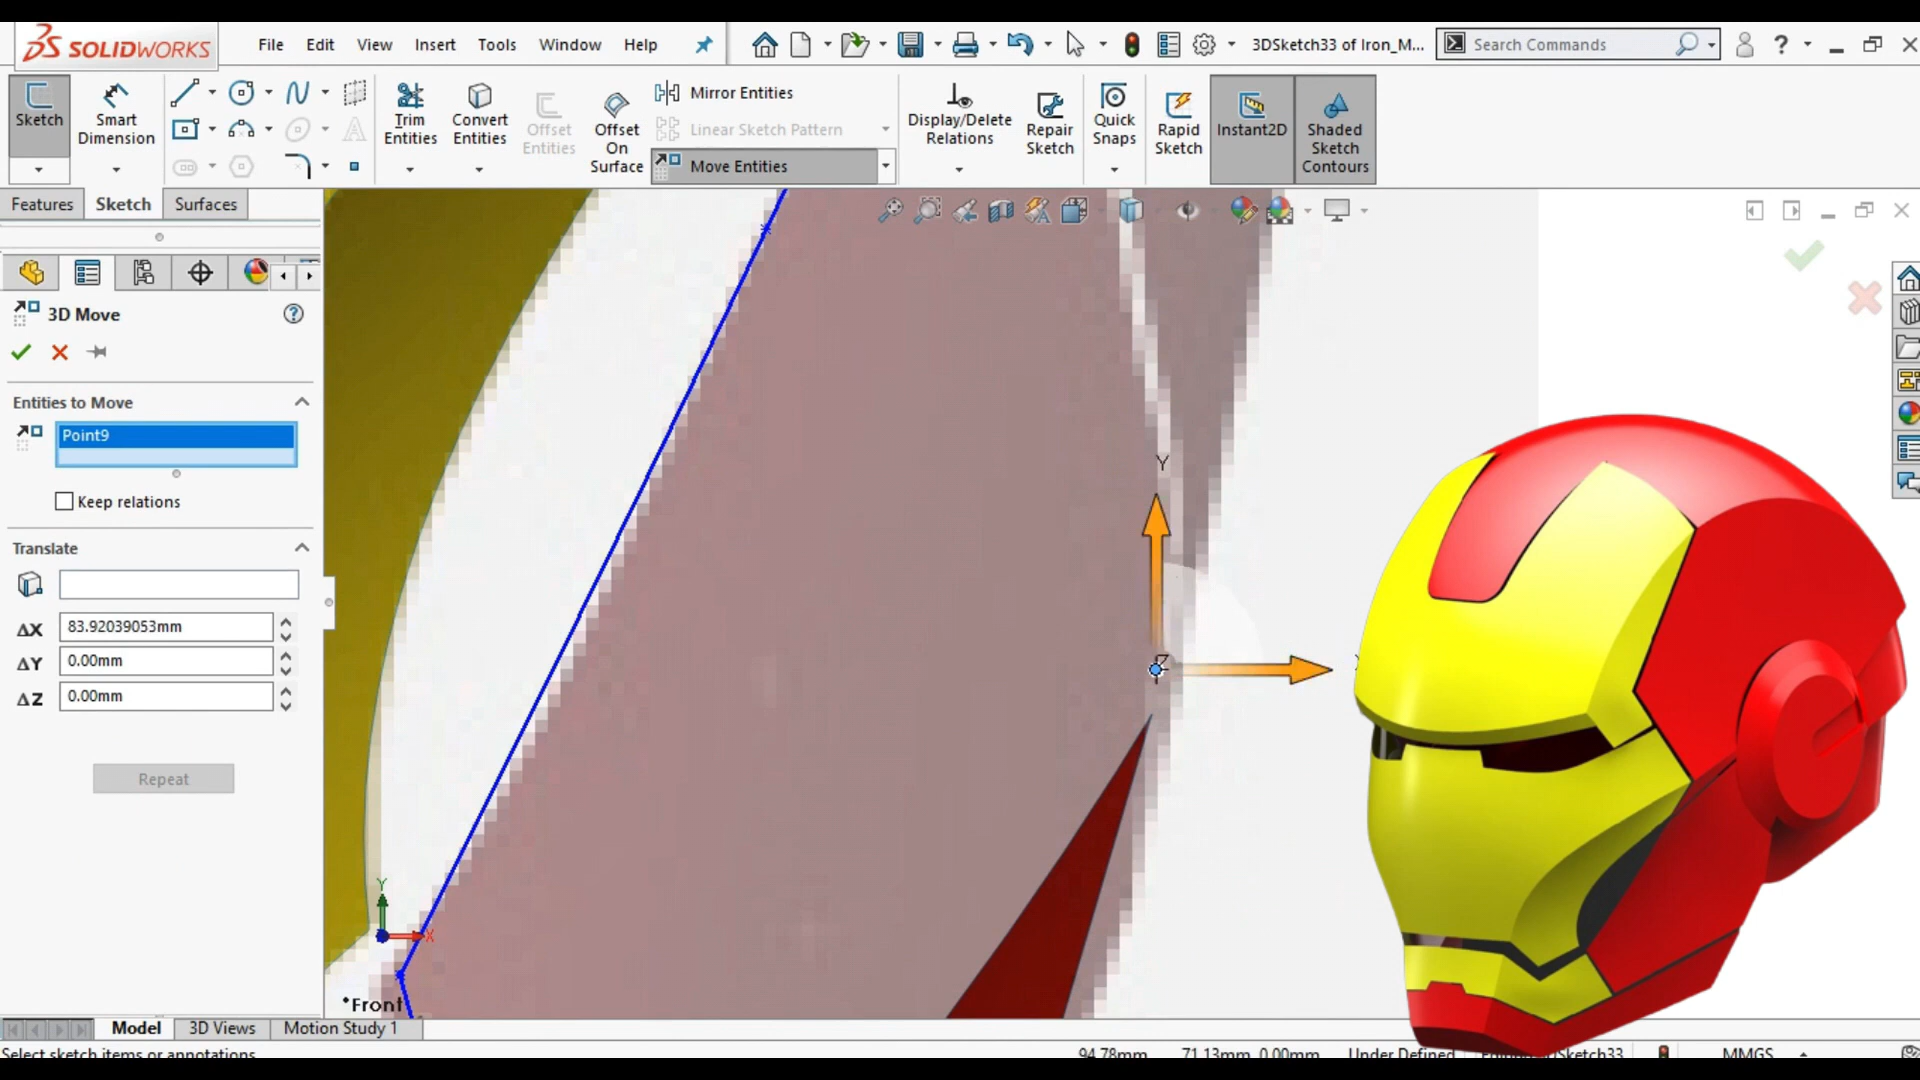 SOLIDWORKS
File Edit View Insert Tools Window Help
3DSketch33 of Iron_M...
Search Commands
?
Sketch
Smart Dimension
Trim Entities
Convert Entities
Offset Entities
Offset On Surface
Mirror Entities
Linear Sketch Pattern
Move Entities
Display/Delete Relations
Repair Sketch
Quick Snaps
Rapid Sketch
Instant2D
Shaded Sketch Contours
Features Sketch Surfaces
3D Move
?
Entities to Move
Point9
Keep relations
Translate
ΔX 83.92039053mm
ΔY 0.00mm
ΔZ 0.00mm
Repeat
Y
Z
Y
X
*Front
Model 3D Views Motion Study 1
Select sketch items or annotations
94.78mm 71.13mm 0.00mm Under Defined MMGS